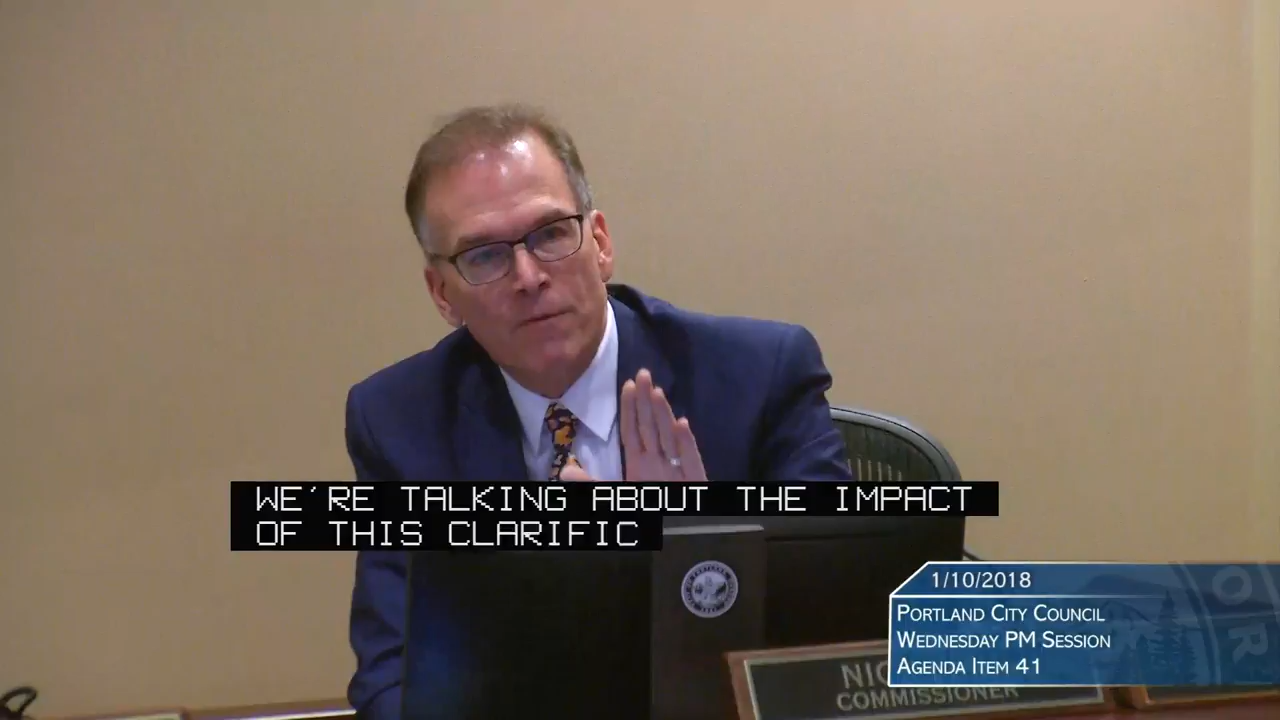 WE'RE TALKING ABOUT THE IMPACT
OF THIS CLARIFIC
1/10/2018
PORTLAND CITY COUNCIL
WEDNESDAY PM SESSION
AGENDA ITEM 41
NIC
COMMISSIONER